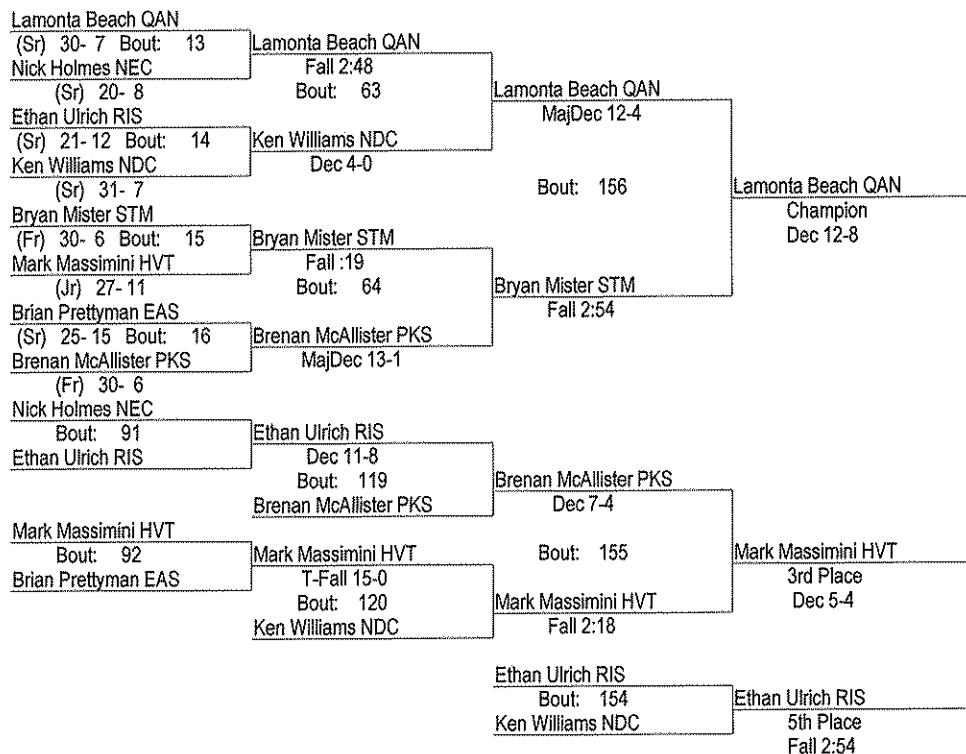 Lamonta Beach QAN
(Sr) 30- 7 Bout: 13
Nick Holmes NEC
(Sr) 20- 8
Ethan Ulrich RIS
(Sr) 21- 12 Bout: 14
Ken Williams NDC
(Sr) 31- 7
Bryan Mister STM
(Fr) 30- 6 Bout: 15
Mark Massimini HVT
(Jr) 27- 11
Brian Prettyman EAS
(Sr) 25- 15 Bout: 16
Brenan McAllister PKS
(Fr) 30- 6
Nick Holmes NEC
Bout: 91
Ethan Ulrich RIS
Mark Massimini HVT
Bout: 92
Brian Prettyman EAS
Lamonta Beach QAN
Fall 2:48
Bout: 63
Ken Williams NDC
Dec 4-0
Bryan Mister STM
Fall :19
Bout: 64
Brenan McAllister PKS
MajDec 13-1
Ethan Ulrich RIS
Dec 11-8
Bout: 119
Brenan McAllister PKS
Mark Massimini HVT
T-Fall 15-0
Bout: 120
Ken Williams NDC
Lamonta Beach QAN
MajDec 12-4
Bout: 156
Bryan Mister STM
Fall 2:54
Brenan McAllister PKS
Dec 7-4
Bout: 155
Mark Massimini HVT
Fall 2:18
Ethan Ulrich RIS
Bout: 154
Ken Williams NDC
Lamonta Beach QAN
Champion
Dec 12-8
Mark Massimini HVT
3rd Place
Dec 5-4
Ethan Ulrich RIS
5th Place
Fall 2:54